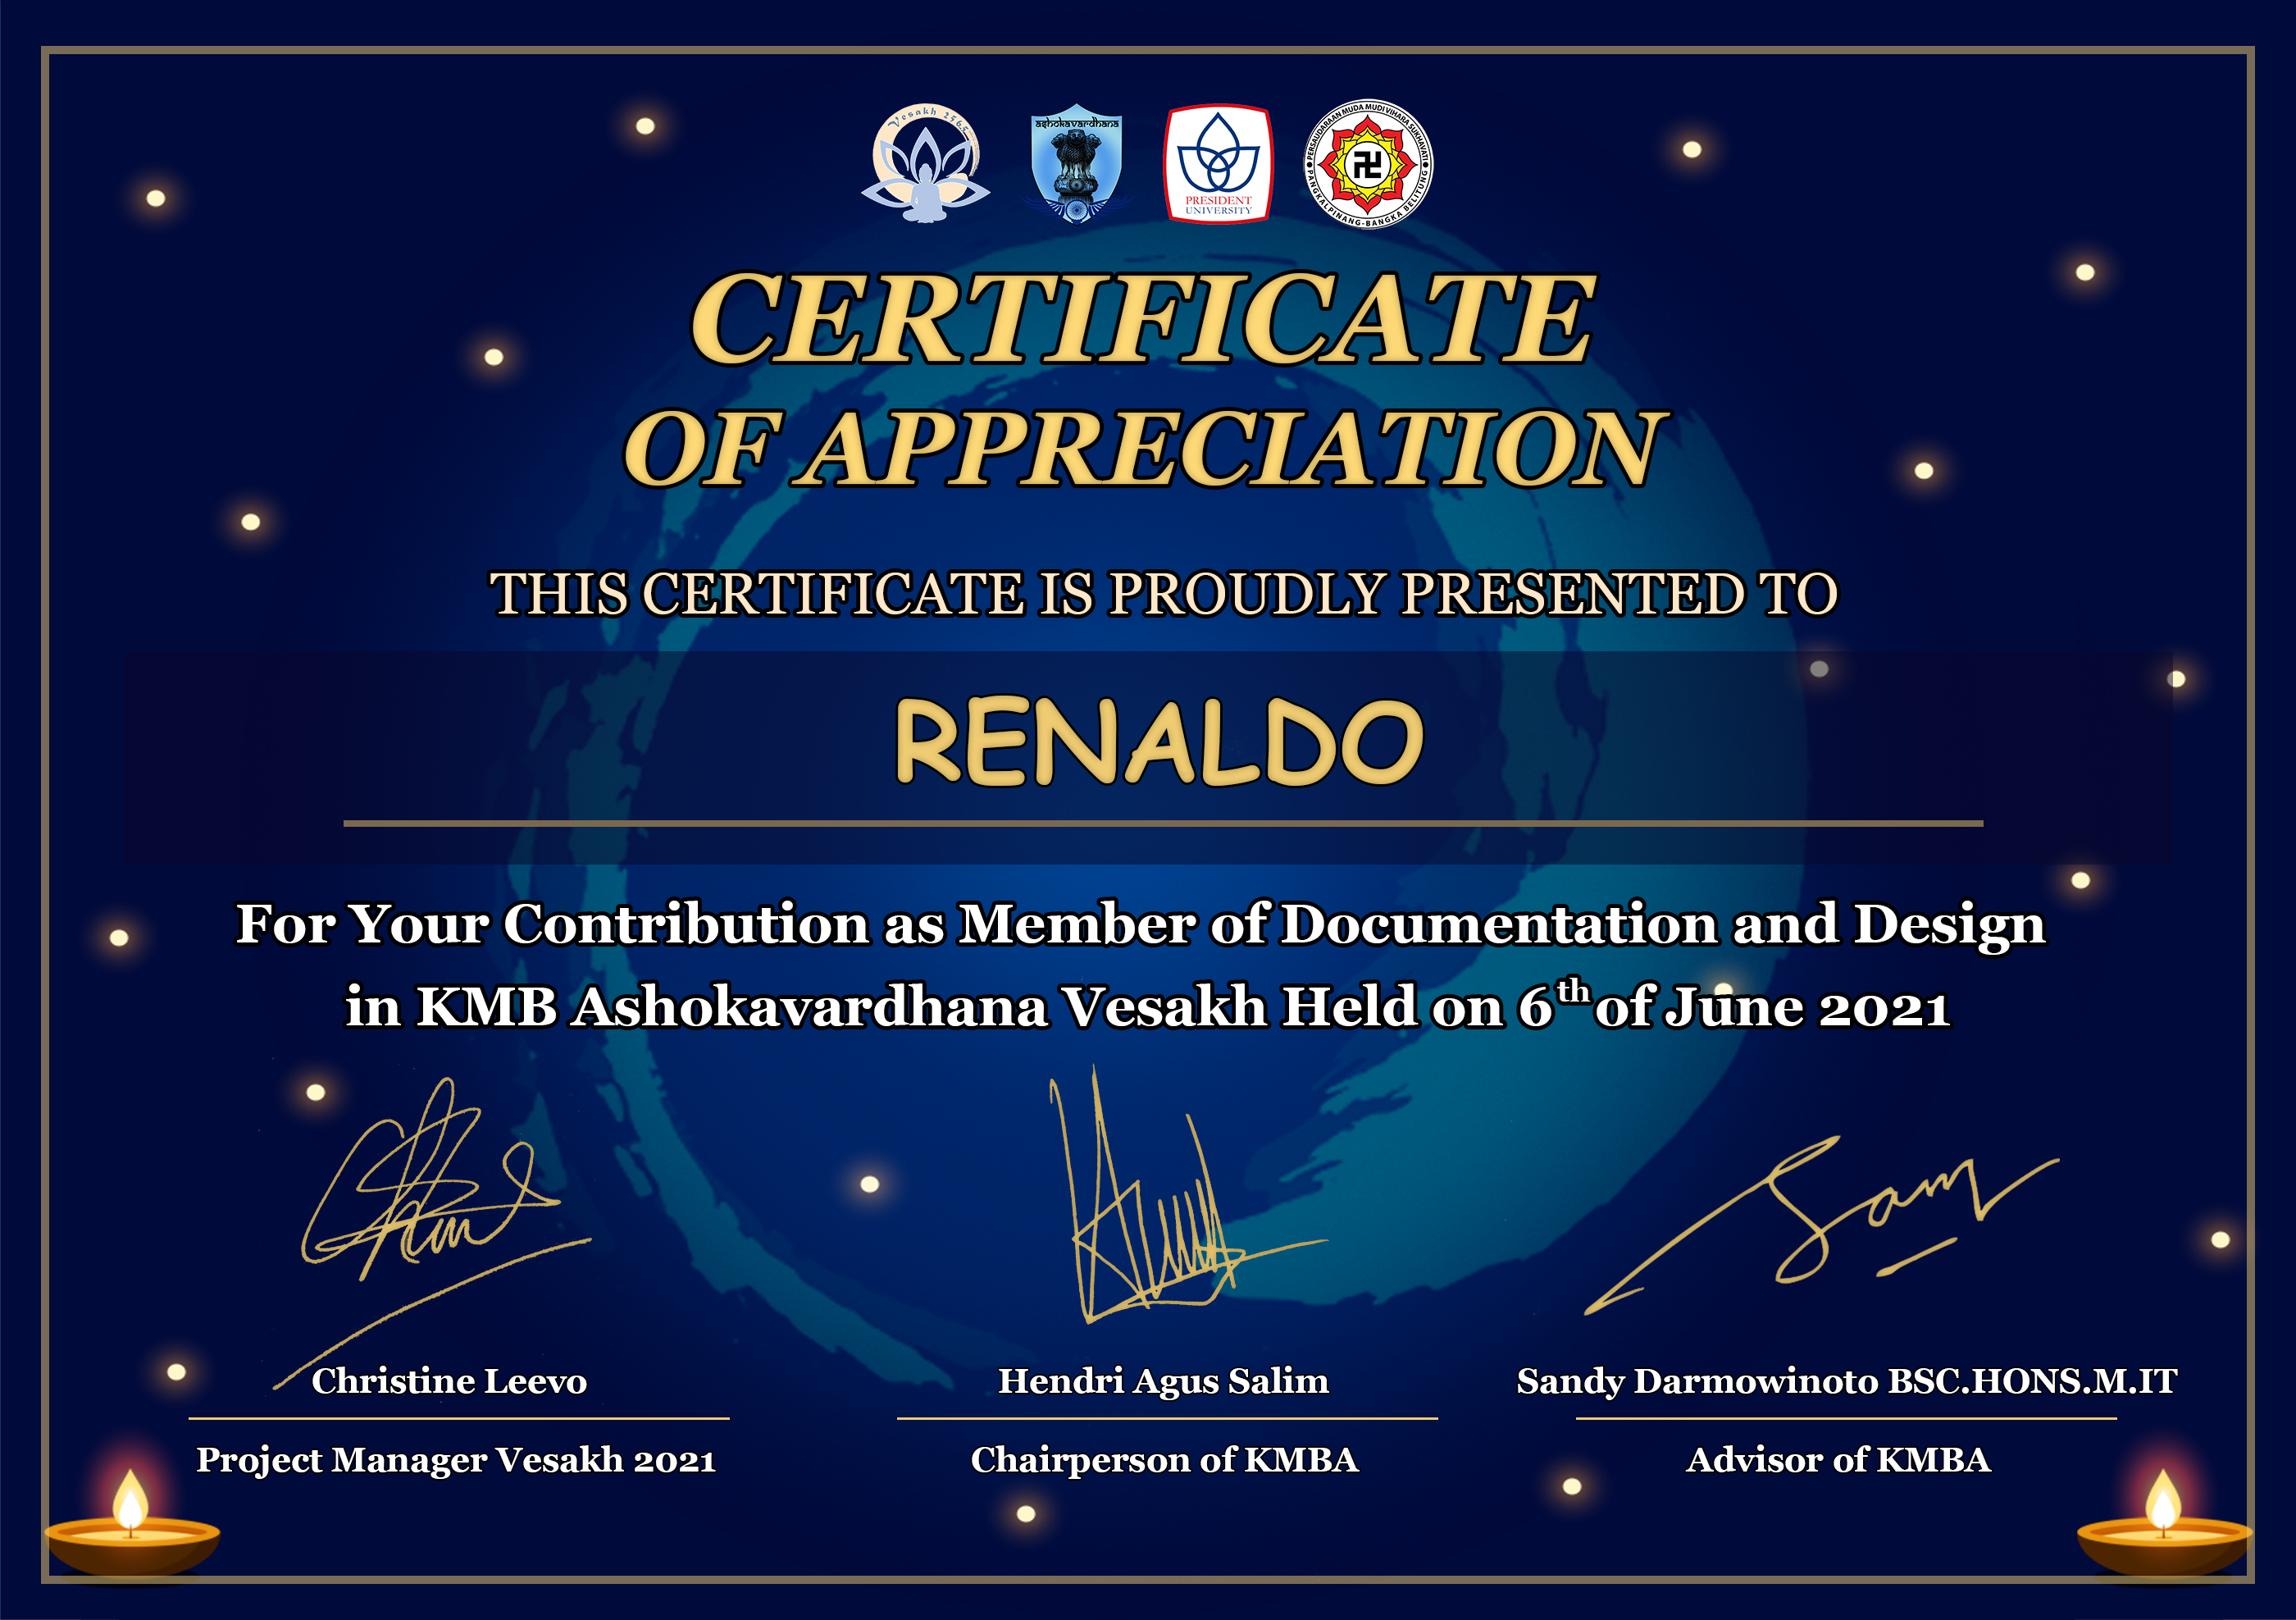 Vesakh 2565
ashokavardhana
PRESIDENT
UNIVERSITY
PERSAUDARAAN MUDA MUDI VIHARA SUKHAVATI
PANGKALPINANG-BANGKA BELITUNG
卍
CERTIFICATE
OF APPRECIATION
THIS CERTIFICATE IS PROUDLY PRESENTED TO
RENALDO
For Your Contribution as Member of Documentation and Design
in KMB Ashokavardhana Vesakh Held on 6th of June 2021
Christine Leevo
Hendri Agus Salim
Sandy Darmowinoto BSC.HONS.M.IT
Project Manager Vesakh 2021
Chairperson of KMBA
Advisor of KMBA